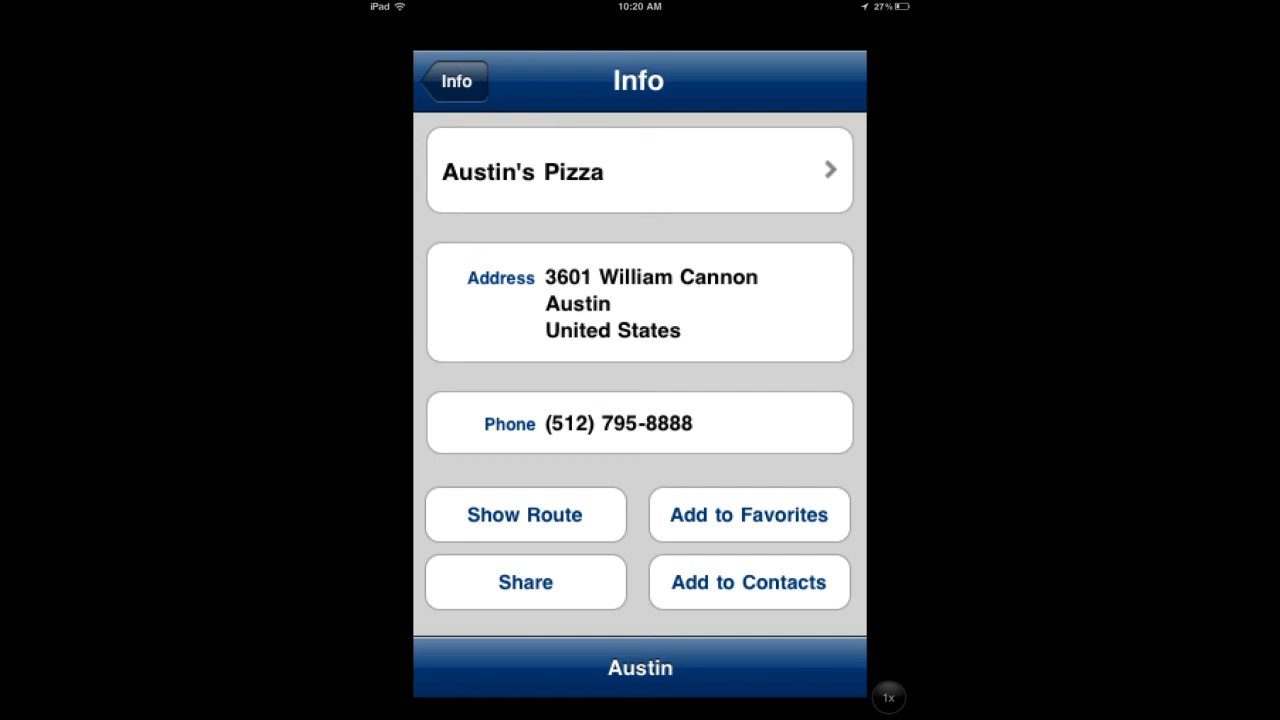 iPad
10:20 AM
27%
Info
Info
Austin's Pizza
Address 3601 William Cannon
Austin
United States
Phone (512) 795-8888
Show Route
Add to Favorites
Share
Add to Contacts
Austin
1x